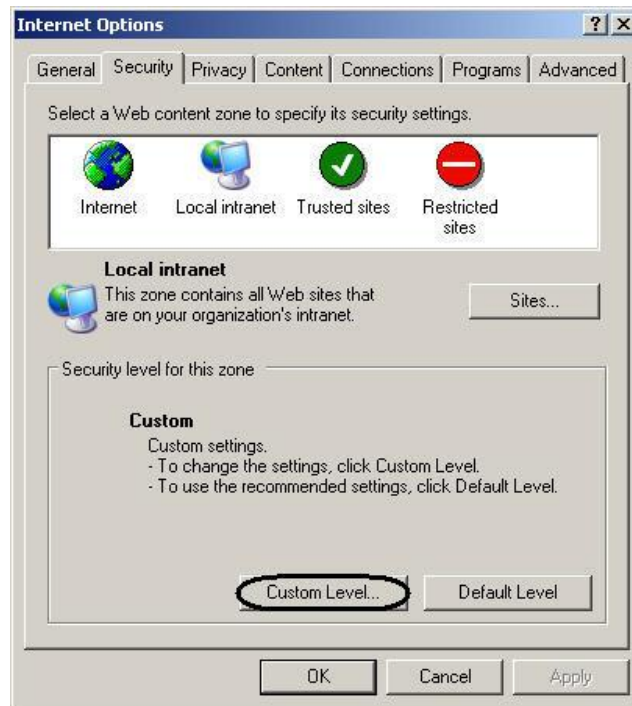 Internet Options
General Security Privacy Content Connections Programs Advanced
Select a Web content zone to specify its security settings.
Internet Local intranet Trusted sites Restricted
sites
Local intranet
This zone contains all Web sites that
are on your organization's intranet.
Sites...
Security level for this zone
Custom
Custom settings.
- To change the settings, click Custom Level.
- To use the recommended settings, click Default Level.
Custom Level... Default Level
OK Cancel Apply